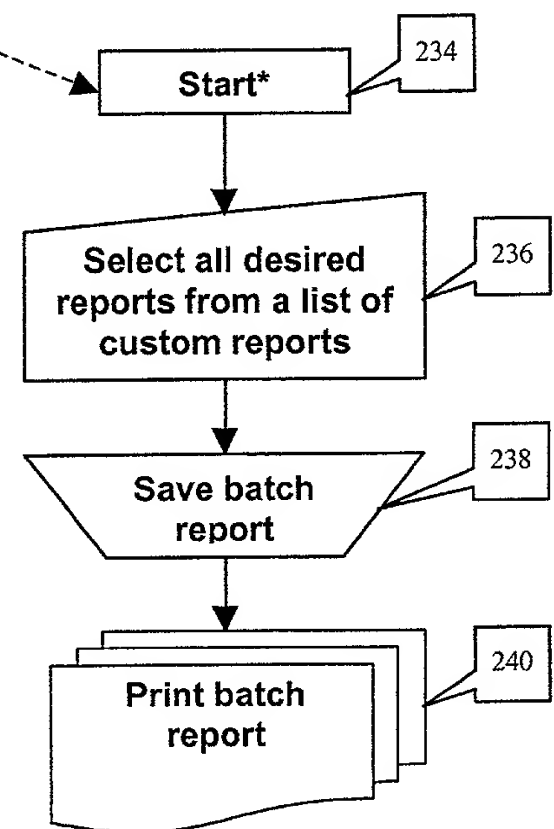 Start*
234
Select all desired
reports from a list of
custom reports
236
Save batch
report
238
Print batch
report
240